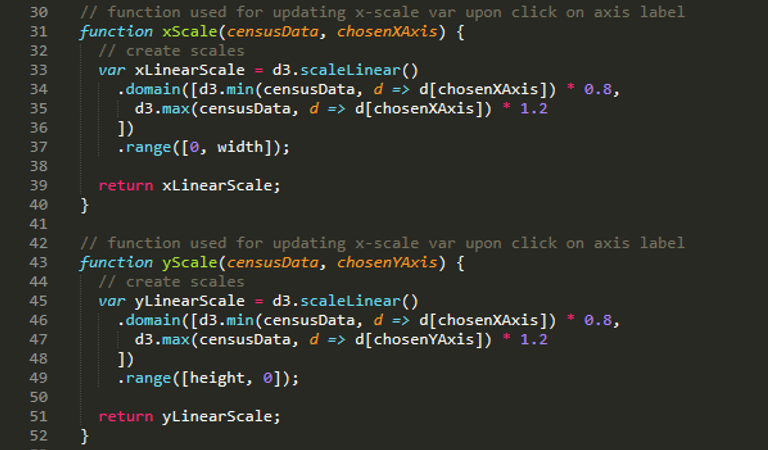 30 // function used for updating x-scale var upon click on axis label
31 function xScale(censusData, chosenXAxis) {
32 // create scales
33 var xLinearScale = d3.scaleLinear()
34 .domain([d3.min(censusData, d => d[chosenXAxis]) * 0.8,
35 d3.max(censusData, d => d[chosenXAxis]) * 1.2
36 ])
37 .range([0, width]);
38
39 return xLinearScale;
40 }
41
42 // function used for updating x-scale var upon click on axis label
43 function yScale(censusData, chosenYAxis) {
44 // create scales
45 var yLinearScale = d3.scaleLinear()
46 .domain([d3.min(censusData, d => d[chosenXAxis]) * 0.8,
47 d3.max(censusData, d => d[chosenYAxis]) * 1.2
48 ])
49 .range([height, 0]);
50
51 return yLinearScale;
52 }